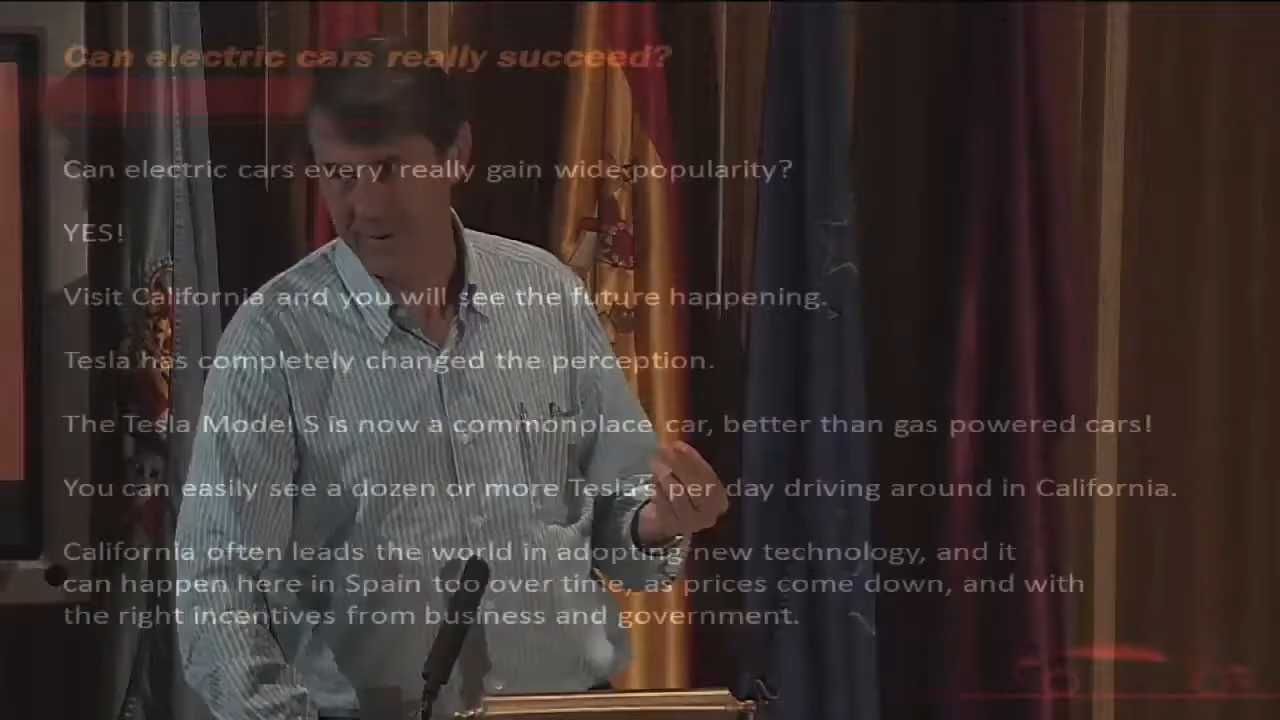 Can electric cars really succeed?
Can electric cars every really gain wide popularity?
YES!
Visit California and you will see the future happening.
Tesla has completely changed the perception.
The Tesla Model S is now a commonplace car, better than gas powered cars!
You can easily see a dozen or more Tesla's per day driving around in California.
California often leads the world in adopting new technology, and it
can happen here in Spain too over time, as prices come down, and with
the right incentives from business and government.